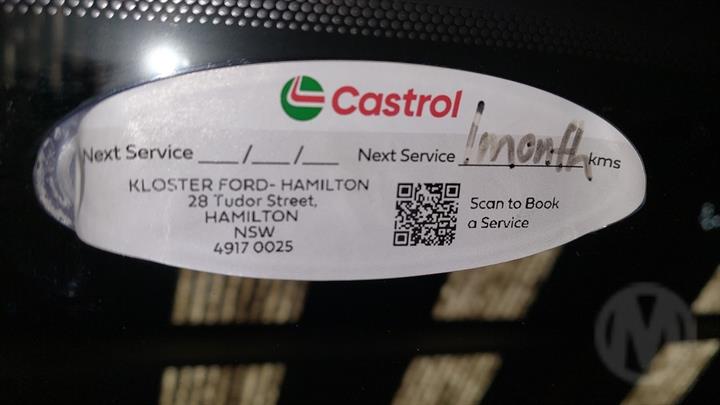 Castrol
Next Service ___/___/___ Next Service 1month kms
KLOSTER FORD- HAMILTON
28 Tudor Street,
HAMILTON
NSW
4917 0025
Scan to Book
a Service
M